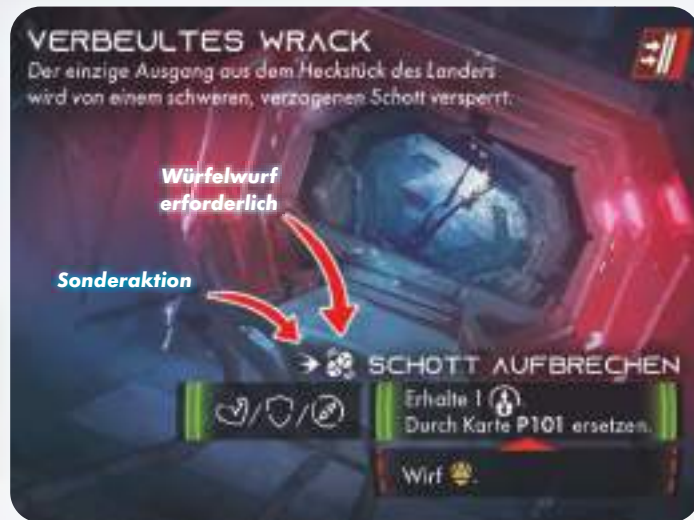 VERBEULTES WRACK
Der einzige Ausgang aus dem Heckstück des Landers
wird von einem schweren, verzogenen Schott versperrt.
Würfelwurf
erforderlich
Sonderaktion
SCHOTT AUFBRECHEN
/ /
Erhalte 1
Durch Karte P101 ersetzen.
Wirf .